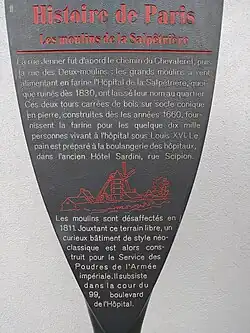 Histoire de Paris
Les moulins de la Salpêtrière
La rue Jenner fut d'abord le chemin du Chevaleret, puis
la rue des Deux-moulins : les grands moulins à vent
alimentant en farine l'Hôpital de la Salpêtrière, quoi-
que ruinés dès 1830, ont laissé leur nom au quartier.
Ces deux tours carrées de bois sur socle conique
en pierre, construites dès les années 1660, four-
nissent la farine pour les quelque dix mille
personnes vivant à l'hôpital sous Louis XVI. Le
pain est préparé à la boulangerie des hôpitaux,
dans l'ancien Hôtel Sardini, rue Scipion.
Les moulins sont désaffectés en
1811. Jouxtant ce terrain libre, un
curieux bâtiment de style néo-
classique est alors cons-
truit pour le Service des
Poudres de l'Armée
impériale. Il subsiste
dans la cour du
99, boulevard
de l'Hôpital.